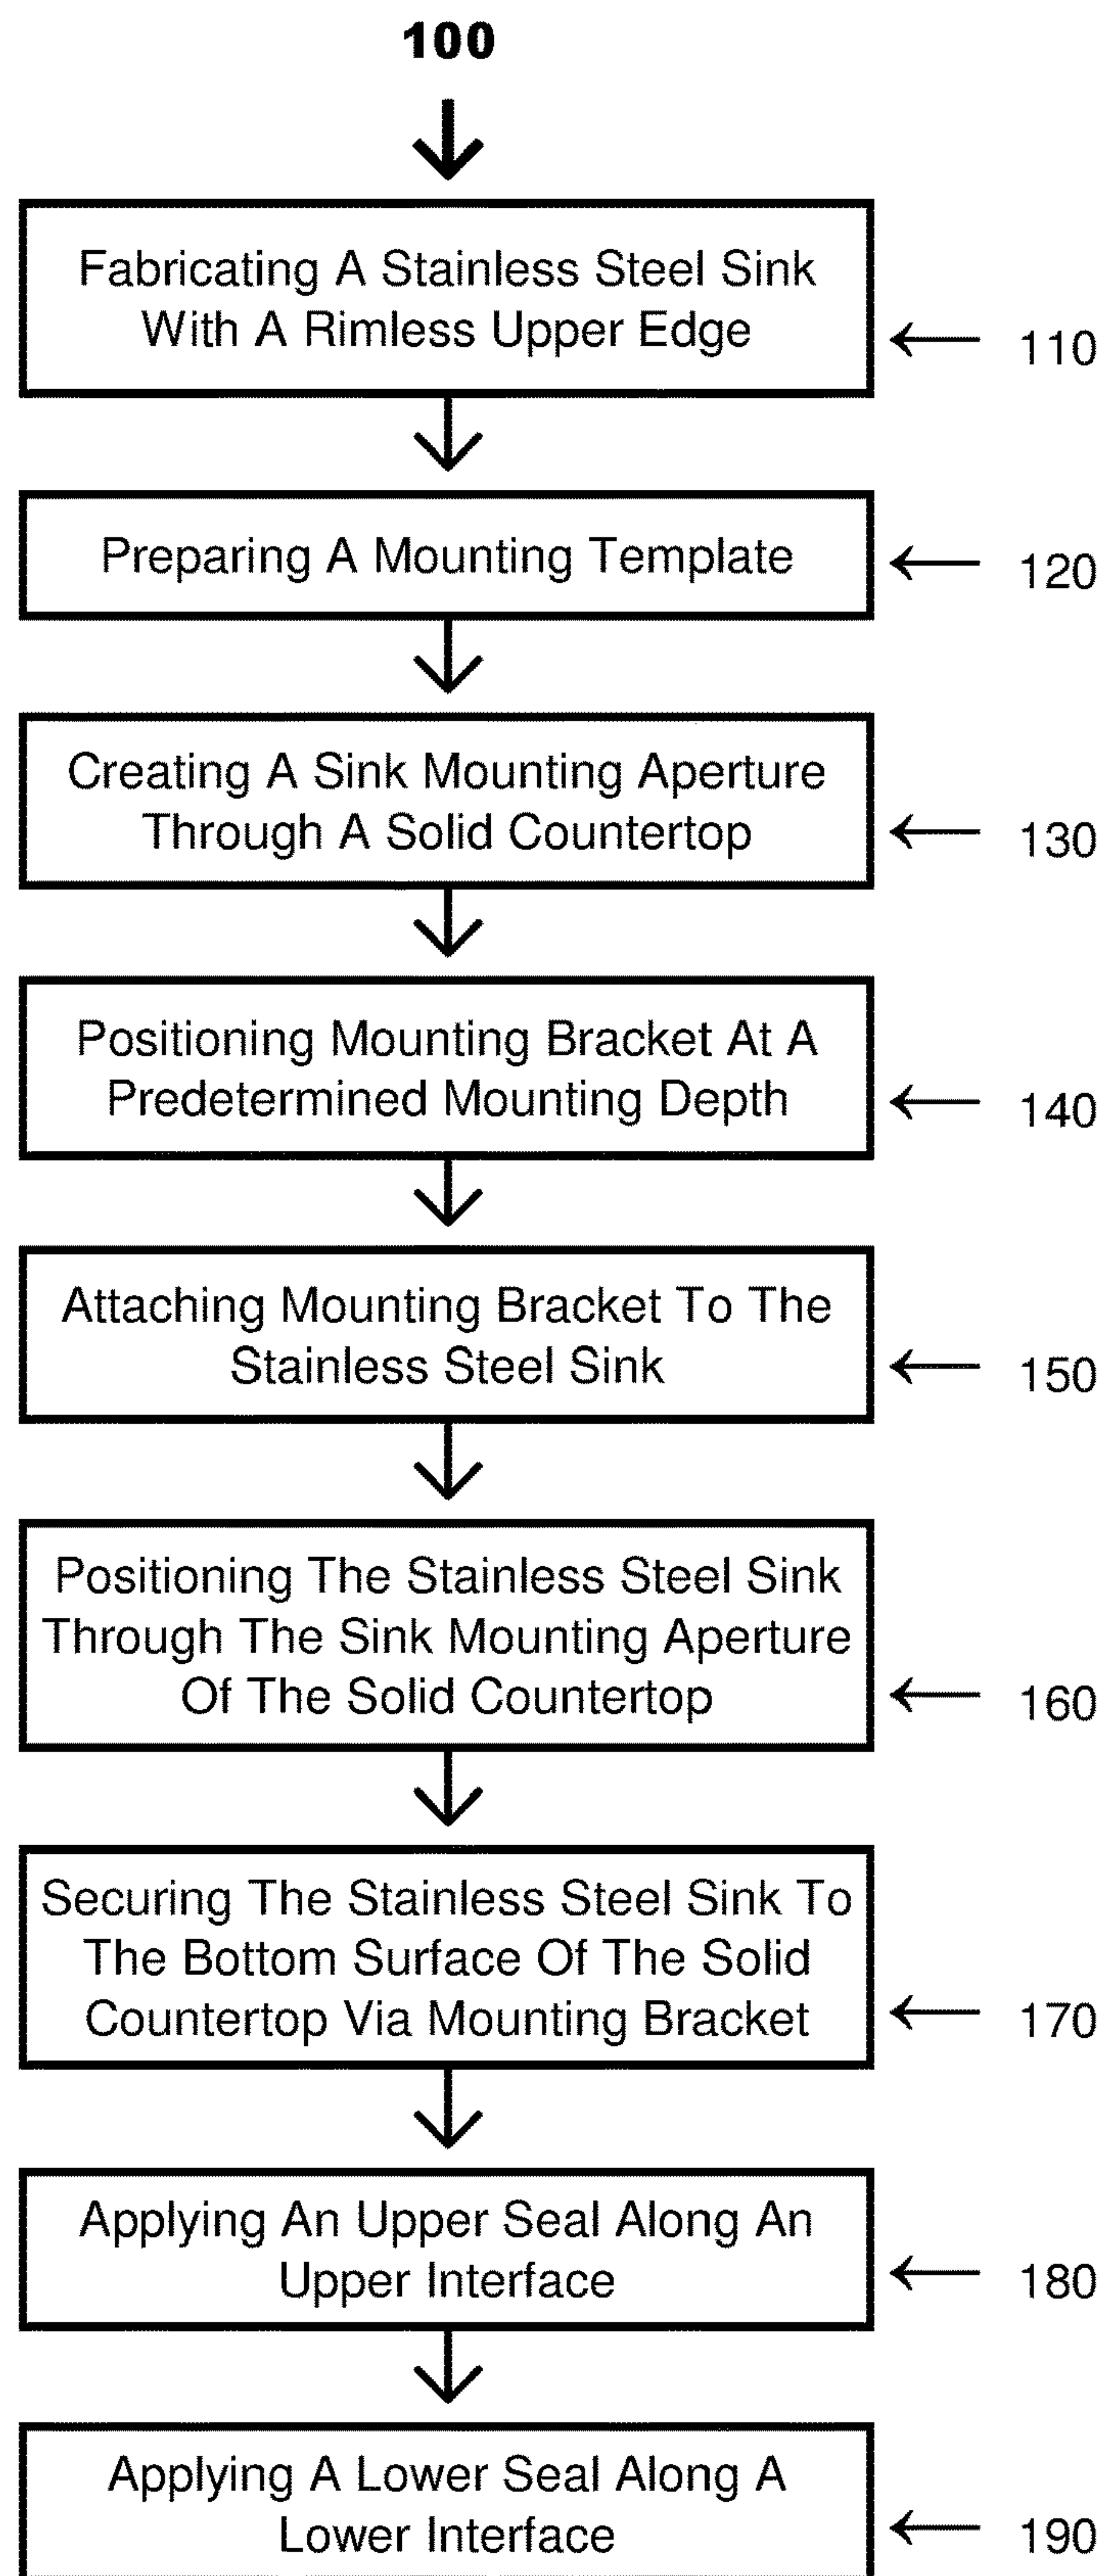 100
Fabricating A Stainless Steel Sink
With A Rimless Upper Edge
110
Preparing A Mounting Template
120
Creating A Sink Mounting Aperture
Through A Solid Countertop
130
Positioning Mounting Bracket At A
Predetermined Mounting Depth
140
Attaching Mounting Bracket To The
Stainless Steel Sink
150
Positioning The Stainless Steel Sink
Through The Sink Mounting Aperture
Of The Solid Countertop
160
Securing The Stainless Steel Sink To
The Bottom Surface Of The Solid
Countertop Via Mounting Bracket
170
Applying An Upper Seal Along An
Upper Interface
180
Applying A Lower Seal Along A
Lower Interface
190